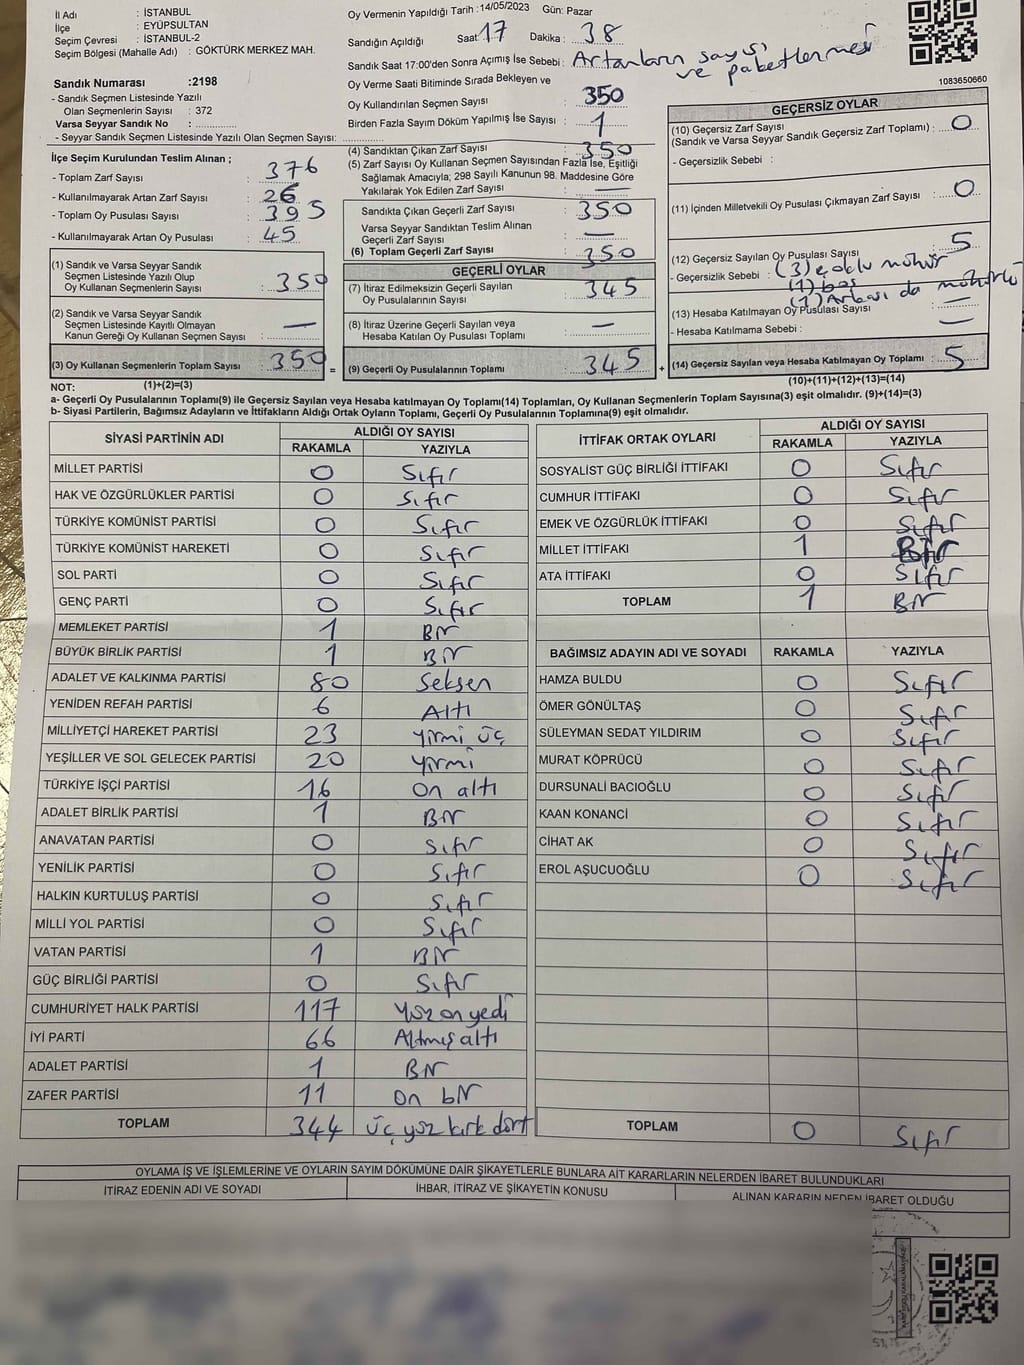 İl Adı : İSTANBUL
İlçe : EYÜPSULTAN
Seçim Çevresi : İSTANBUL-2
Seçim Bölgesi (Mahalle Adı) : GÖKTÜRK MERKEZ MAH.
Sandık Numarası :2198
- Sandık Seçmen Listesinde Yazılı
Olan Seçmenlerin Sayısı : 372
Varsa Seyyar Sandık No :
- Seyyar Sandık Seçmen Listesinde Yazılı Olan Seçmen Sayısı:
Oy Vermenin Yapıldığı Tarih :14/05/2023 Gün: Pazar
Sandığın Açıldığı Saat 17 Dakika : 38
Sandık Saat 17:00'den Sonra Açımış İse Sebebi: Artanların sayısı
ve paketlenmesi
Oy Verme Saati Bitiminde Sırada Bekleyen ve
Oy Kullandırılan Seçmen Sayısı : 350
Birden Fazla Sayım Döküm Yapılmış İse Sayısı : 1
1083650660
İlçe Seçim Kurulundan Teslim Alınan ;
- Toplam Zarf Sayısı : 376
- Kullanılmayarak Artan Zarf Sayısı : 26
- Toplam Oy Pusulası Sayısı : 395
- Kullanılmayarak Artan Oy Pusulası : 45
(4) Sandıktan Çıkan Zarf Sayısı : 350
(5) Zarf Sayısı Oy Kullanan Seçmen Sayısından Fazla İse, Eşitliği
Sağlamak Amacıyla; 298 Sayılı Kanunun 98. Maddesine Göre
Yakılarak Yok Edilen Zarf Sayısı : —
Sandıkta Çıkan Geçerli Zarf Sayısı : 350
Varsa Seyyar Sandıktan Teslim Alınan
Geçerli Zarf Sayısı : —
(6) Toplam Geçerli Zarf Sayısı : 350
GEÇERSİZ OYLAR
(10) Geçersiz Zarf Sayısı
(Sandık ve Varsa Seyyar Sandık Geçersiz Zarf Toplamı) : 0
- Geçersizlik Sebebi :
(11) İçinden Milletvekili Oy Pusulası Çıkmayan Zarf Sayısı : 0
(12) Geçersiz Sayılan Oy Pusulası Sayısı : 5
- Geçersizlik Sebebi : (3) çoklu mühür
(1) boş
(1) Arkası da mühürlü
(13) Hesaba Katılmayan Oy Pusulası Sayısı : —
- Hesaba Katılmama Sebebi : —
(14) Geçersiz Sayılan veya Hesaba Katılmayan Oy Toplamı : 5
(10)+(11)+(12)+(13)=(14)
(1) Sandık ve Varsa Seyyar Sandık
Seçmen Listesinde Yazılı Olup
Oy Kullanan Seçmenlerin Sayısı : 350
(2) Sandık ve Varsa Seyyar Sandık
Seçmen Listesinde Kayıtlı Olmayan
Kanun Gereği Oy Kullanan Seçmen Sayısı : —
(3) Oy Kullanan Seçmenlerin Toplam Sayısı : 350 =
(1)+(2)=(3)
GEÇERLİ OYLAR
(7) İtiraz Edilmeksizin Geçerli Sayılan
Oy Pusulalarının Sayısı : 345
(8) İtiraz Üzerine Geçerli Sayılan veya
Hesaba Katılan Oy Pusulası Toplamı : —
(9) Geçerli Oy Pusulalarının Toplamı : 345 +
NOT:
a- Geçerli Oy Pusulalarının Toplamı(9) ile Geçersiz Sayılan veya Hesaba katılmayan Oy Toplamı(14) Toplamları, Oy Kullanan Seçmenlerin Toplam Sayısına(3) eşit olmalıdır. (9)+(14)=(3)
b- Siyasi Partilerin, Bağımsız Adayların ve İttifakların Aldığı Ortak Oyların Toplamı, Geçerli Oy Pusulalarının Toplamına(9) eşit olmalıdır.
SİYASİ PARTİNİN ADI ALDIĞI OY SAYISI
RAKAMLA YAZIYLA
MİLLET PARTİSİ 0 Sıfır
HAK VE ÖZGÜRLÜKLER PARTİSİ 0 Sıfır
TÜRKİYE KOMÜNİST PARTİSİ 0 Sıfır
TÜRKİYE KOMÜNİST HAREKETİ 0 Sıfır
SOL PARTİ 0 Sıfır
GENÇ PARTİ 0 Sıfır
MEMLEKET PARTİSİ 1 Bir
BÜYÜK BİRLİK PARTİSİ 1 Bir
ADALET VE KALKINMA PARTİSİ 80 Seksen
YENİDEN REFAH PARTİSİ 6 Altı
MİLLİYETÇİ HAREKET PARTİSİ 23 yirmi üç
YEŞİLLER VE SOL GELECEK PARTİSİ 20 yirmi
TÜRKİYE İŞÇİ PARTİSİ 16 On altı
ADALET BİRLİK PARTİSİ 1 Bir
ANAVATAN PARTİSİ 0 Sıfır
YENİLİK PARTİSİ 0 Sıfır
HALKIN KURTULUŞ PARTİSİ 0 Sıfır
MİLLİ YOL PARTİSİ 0 Sıfır
VATAN PARTİSİ 1 Bir
GÜÇ BİRLİĞİ PARTİSİ 0 Sıfır
CUMHURİYET HALK PARTİSİ 117 yüz on yedi
İYİ PARTİ 66 Altmış altı
ADALET PARTİSİ 1 Bir
ZAFER PARTİSİ 11 On bir
TOPLAM 344 üç yüz kırk dört
İTTİFAK ORTAK OYLARI ALDIĞI OY SAYISI
RAKAMLA YAZIYLA
SOSYALİST GÜÇ BİRLİĞİ İTTİFAKI 0 Sıfır
CUMHUR İTTİFAKI 0 Sıfır
EMEK VE ÖZGÜRLÜK İTTİFAKI 0 Sıfır
MİLLET İTTİFAKI 1 Bir
ATA İTTİFAKI 0 Sıfır
TOPLAM 1 Bir
BAĞIMSIZ ADAYIN ADI VE SOYADI RAKAMLA YAZIYLA
HAMZA BULDU 0 Sıfır
ÖMER GÖNÜLTAŞ 0 Sıfır
SÜLEYMAN SEDAT YILDIRIM 0 Sıfır
MURAT KÖPRÜCÜ 0 Sıfır
DURSUNALİ BACIOĞLU 0 Sıfır
KAAN KONANCİ 0 Sıfır
CİHAT AK 0 Sıfır
EROL AŞUCUOĞLU 0 Sıfır
TOPLAM 0 Sıfır
OYLAMA İŞ VE İŞLEMLERİNE VE OYLARIN SAYIM DÖKÜMÜNE DAİR ŞİKAYETLERLE BUNLARA AİT KARARLARIN NELERDEN İBARET BULUNDUKLARI
İTİRAZ EDENİN ADI VE SOYADI İHBAR, İTİRAZ VE ŞİKAYETİN KONUSU ALINAN KARARIN NEDEN İBARET OLDUĞU